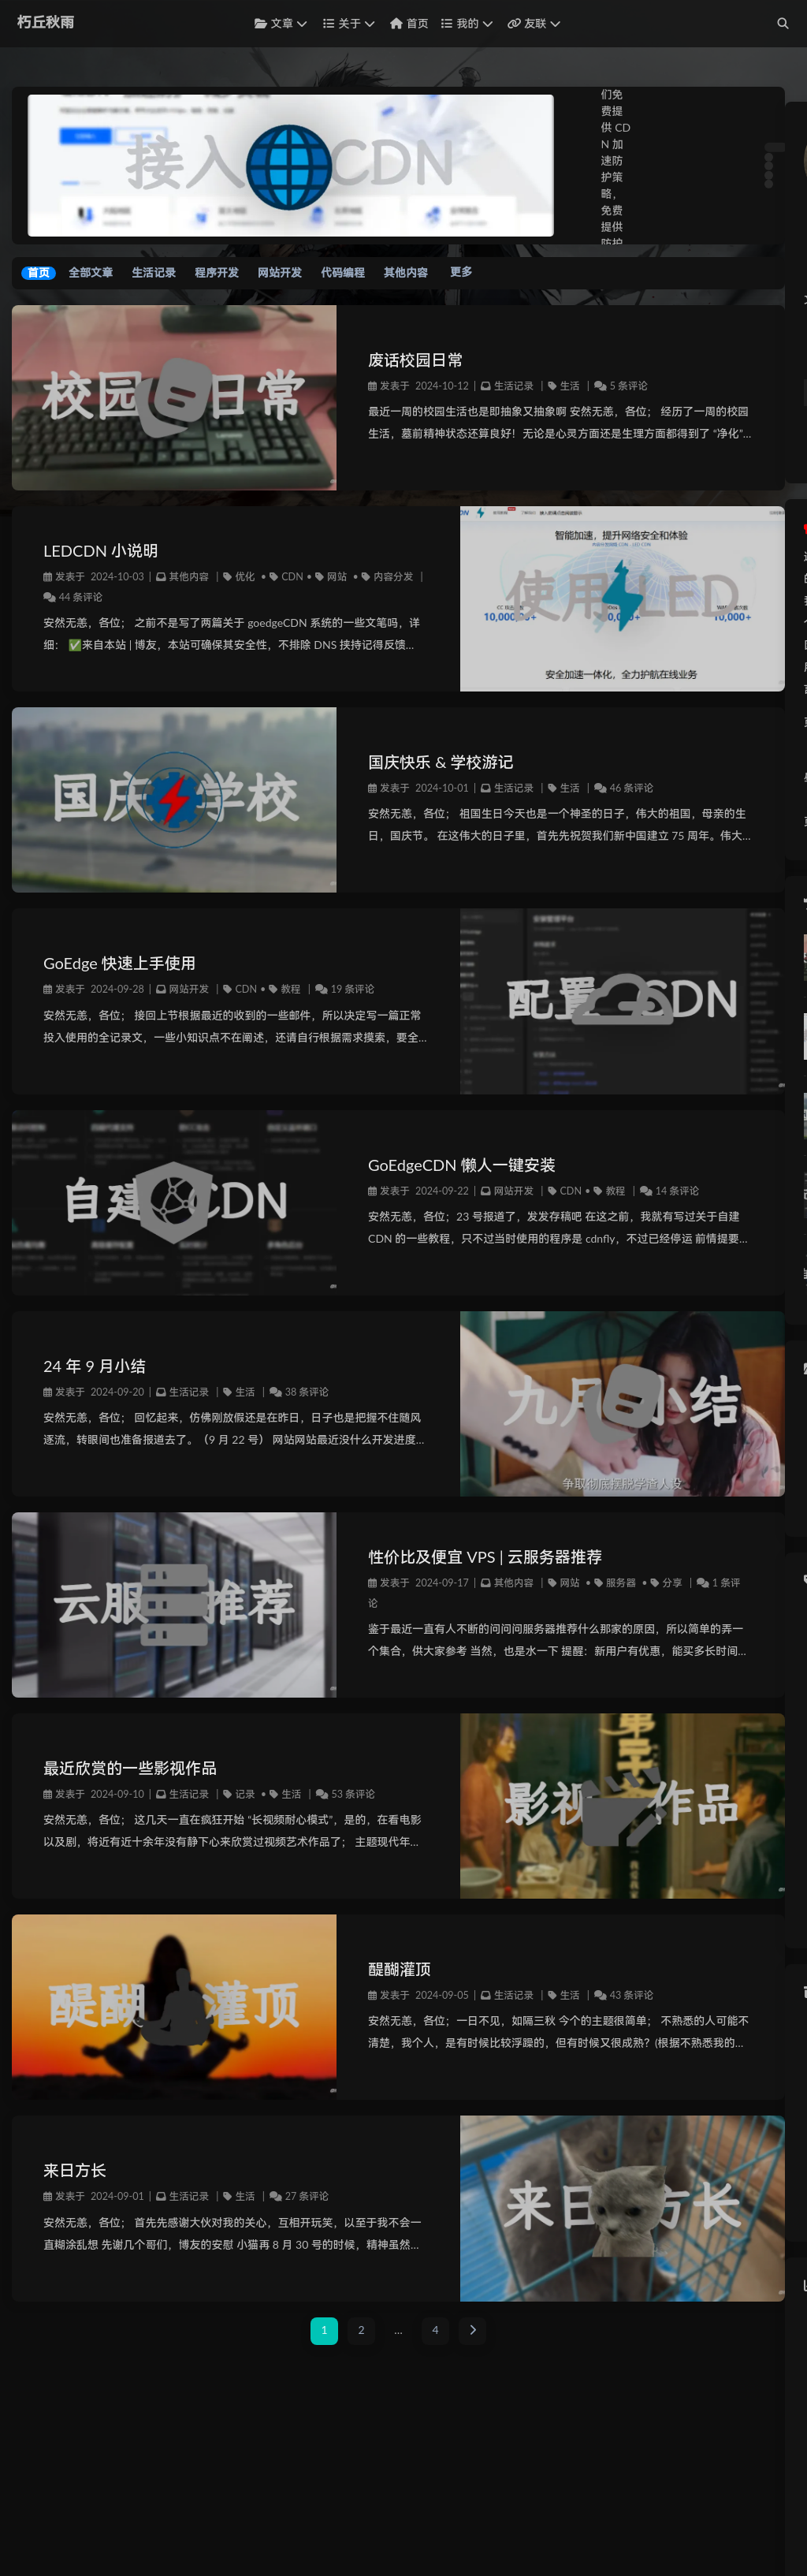 朽丘秋雨
文章 关于 首页 我的 友联
接入 CDN
们免
费提
供 CD
N 加
速防
护策
略，
免费
提供
防护
首页 全部文章 生活记录 程序开发 网站开发 代码编程 其他内容 更多
校园 日常
废话校园日常
发表于 2024-10-12 | 生活记录 | 生活 | 5 条评论
最近一周的校园生活也是即抽象又抽象啊 安然无恙，各位； 经历了一周的校园
生活，墓前精神状态还算良好！无论是心灵方面还是生理方面都得到了 “净化”...
LEDCDN 小说明
发表于 2024-10-03 | 其他内容 | 优化 • CDN • 网站 • 内容分发 |
44 条评论
安然无恙，各位； 之前不是写了两篇关于 goedgeCDN 系统的一些文笔吗，详
细： ✅来自本站 | 博友，本站可确保其安全性，不排除 DNS 挟持记得反馈...
智能加速，提升网络安全和体验
使用 LED
10,000,00+
0,000+
10,000+
安全加速一体化，全力护航在线业务
国庆 学校
国庆快乐 & 学校游记
发表于 2024-10-01 | 生活记录 | 生活 | 46 条评论
安然无恙，各位； 祖国生日今天也是一个神圣的日子，伟大的祖国，母亲的生
日，国庆节。 在这伟大的日子里，首先先祝贺我们新中国建立 75 周年。伟大...
GoEdge 快速上手使用
发表于 2024-09-28 | 网站开发 | CDN • 教程 | 19 条评论
安然无恙，各位； 接回上节根据最近的收到的一些邮件，所以决定写一篇正常
投入使用的全记录文，一些小知识点不在阐述，还请自行根据需求摸索，要全...
配置 CDN
自建 CDN
GoEdgeCDN 懒人一键安装
发表于 2024-09-22 | 网站开发 | CDN • 教程 | 14 条评论
安然无恙，各位；23 号报道了，发发存稿吧 在这之前，我就有写过关于自建
CDN 的一些教程，只不过当时使用的程序是 cdnfly，不过已经停运 前情提要...
24 年 9 月小结
发表于 2024-09-20 | 生活记录 | 生活 | 38 条评论
安然无恙，各位； 回忆起来，仿佛刚放假还是在昨日，日子也是把握不住随风
逐流，转眼间也准备报道去了。（9 月 22 号） 网站网站最近没什么开发进度...
九月 小结
争取彻底摆脱学渣人设
云服 推荐
性价比及便宜 VPS | 云服务器推荐
发表于 2024-09-17 | 其他内容 | 网站 • 服务器 • 分享 | 1 条评
论
鉴于最近一直有人不断的问问问服务器推荐什么那家的原因，所以简单的弄一
个集合，供大家参考 当然，也是水一下 提醒：新用户有优惠，能买多长时间...
最近欣赏的一些影视作品
发表于 2024-09-10 | 生活记录 | 记录 • 生活 | 53 条评论
安然无恙，各位； 这几天一直在疯狂开始 “长视频耐心模式”，是的，在看电影
以及剧，将近有近十余年没有静下心来欣赏过视频艺术作品了； 主题现代年...
影视 作品
醍醐 灌顶
醍醐灌顶
发表于 2024-09-05 | 生活记录 | 生活 | 43 条评论
安然无恙，各位；一日不见，如隔三秋 今个的主题很简单； 不熟悉的人可能不
清楚，我个人，是有时候比较浮躁的，但有时候又很成熟？(根据不熟悉我的...
来日方长
发表于 2024-09-01 | 生活记录 | 生活 | 27 条评论
安然无恙，各位； 首先先感谢大伙对我的关心，互相开玩笑，以至于我不会一
直糊涂乱想 先谢几个哥们，博友的安慰 小猫再 8 月 30 号的时候，精神虽然...
来日 方长
1 2 ... 4